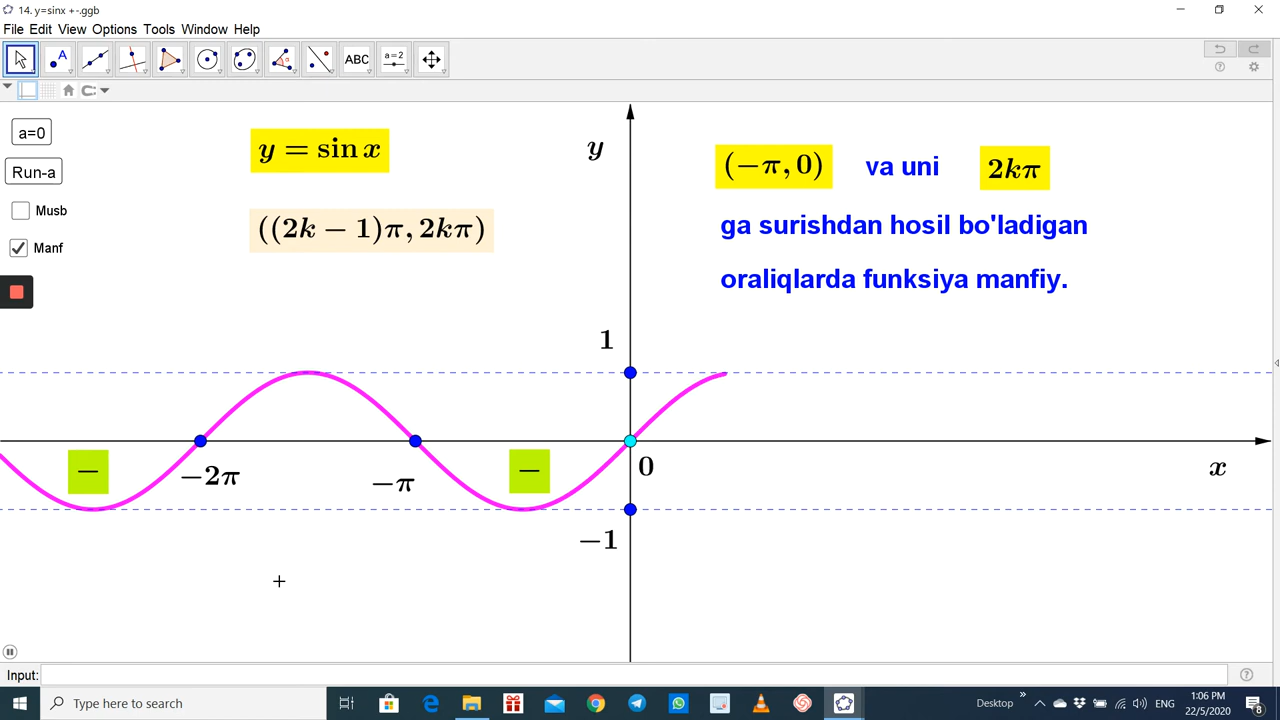 14. y=sinx +-.ggb
File Edit View Options Tools Window Help
A ABC a=2
a=0
Run-a
Musb
Manf
y = sin x
((2k − 1)π, 2kπ)
y
(−π, 0) va uni 2kπ
ga surishdan hosil bo'ladigan
oraliqlarda funksiya manfiy.
1
− −
−2π −π 0 x
−1
Input:
Type here to search
Desktop » ENG 1:06 PM
22/5/2020 8